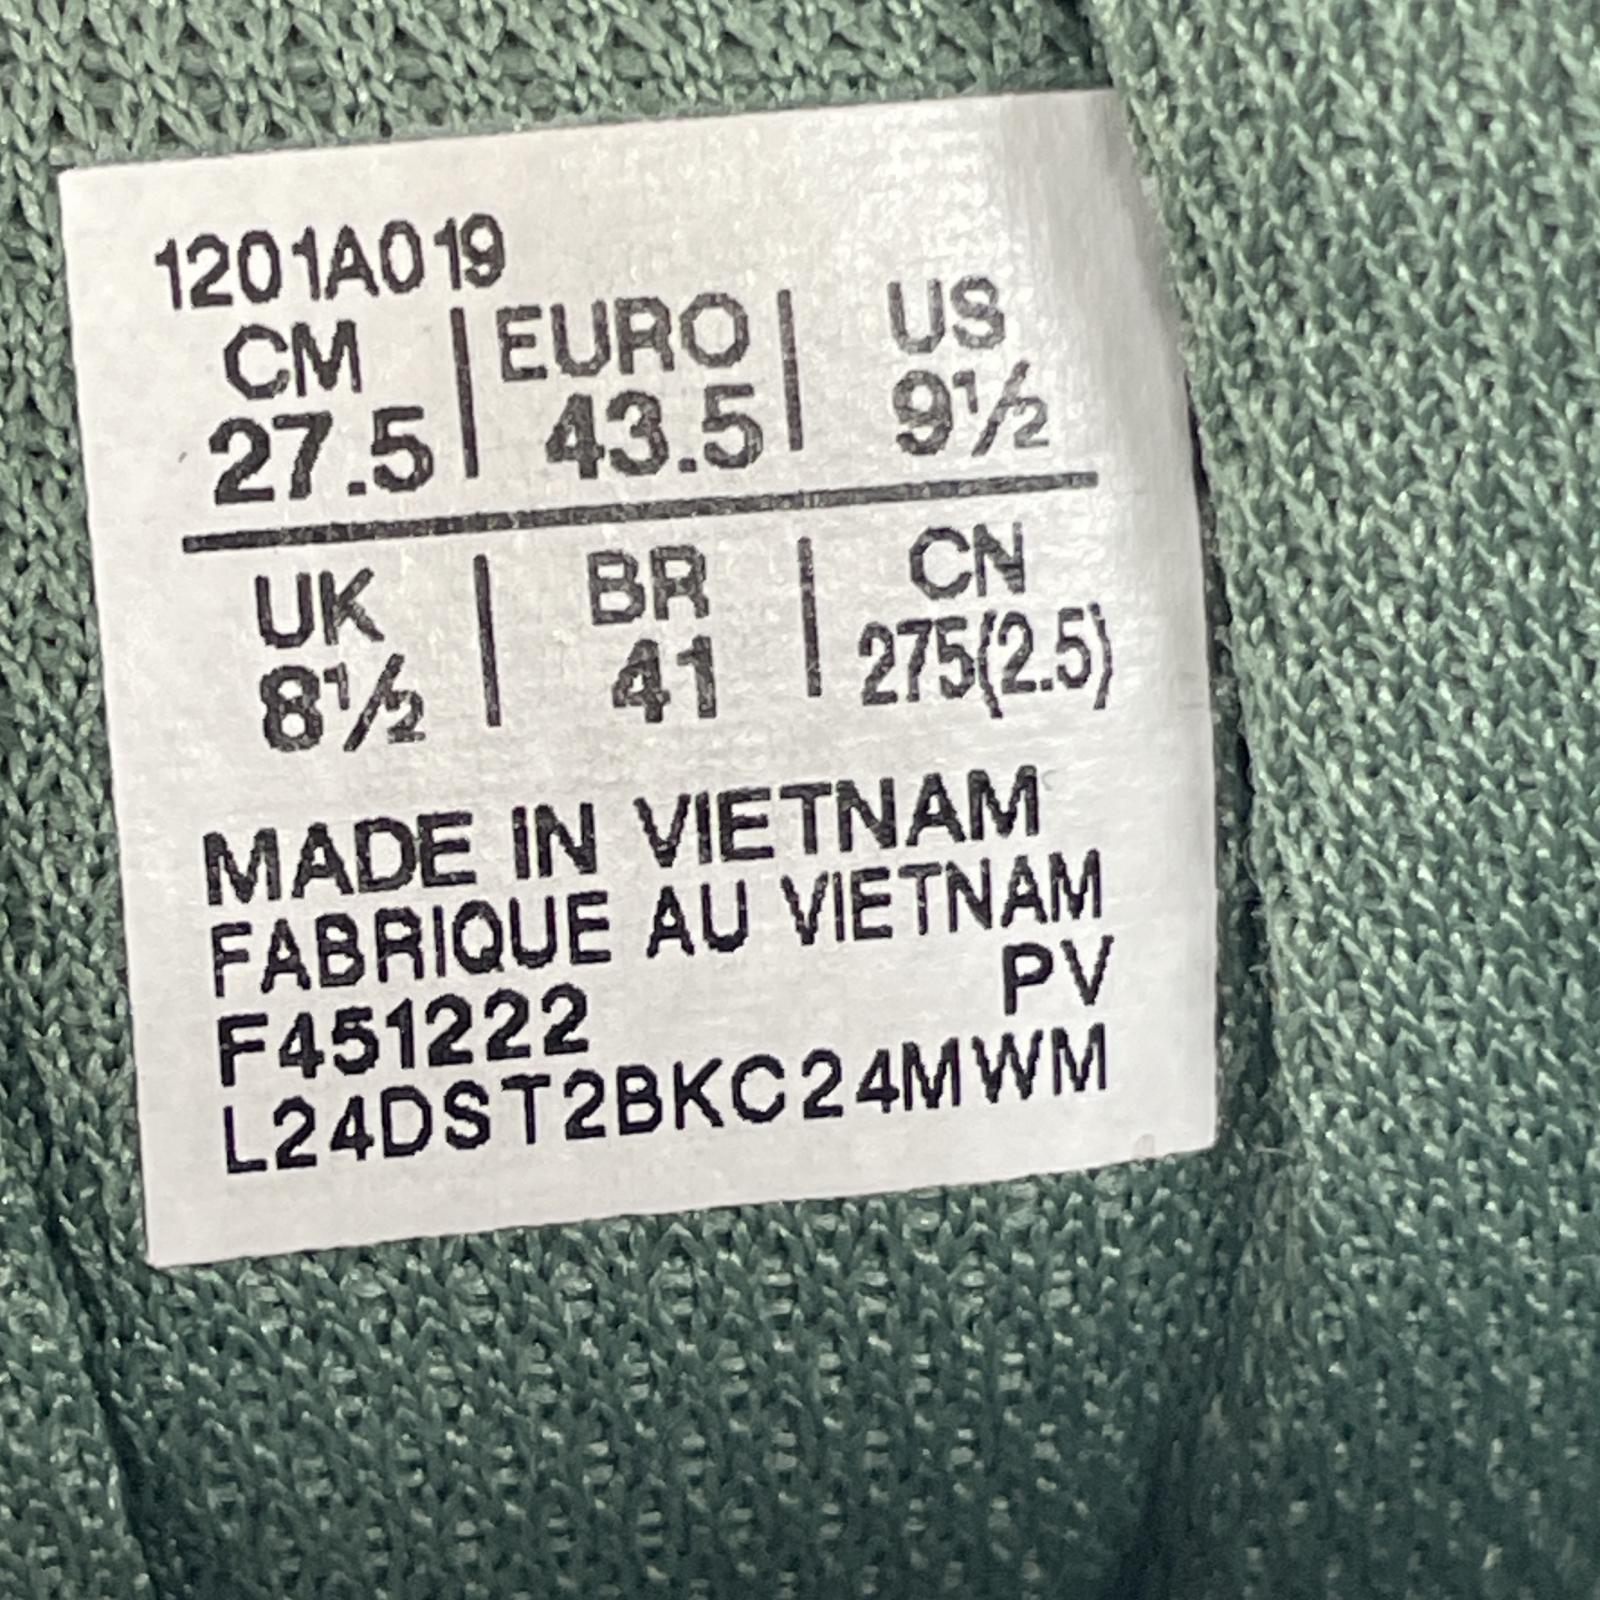 1201A019
CM | EURO | US
27.5 | 43.5 | 9½
UK | BR | CN
8½ | 41 | 275(2.5)
MADE IN VIETNAM
FABRIQUE AU VIETNAM
F451222 PV
L24DST2BKC24MWM